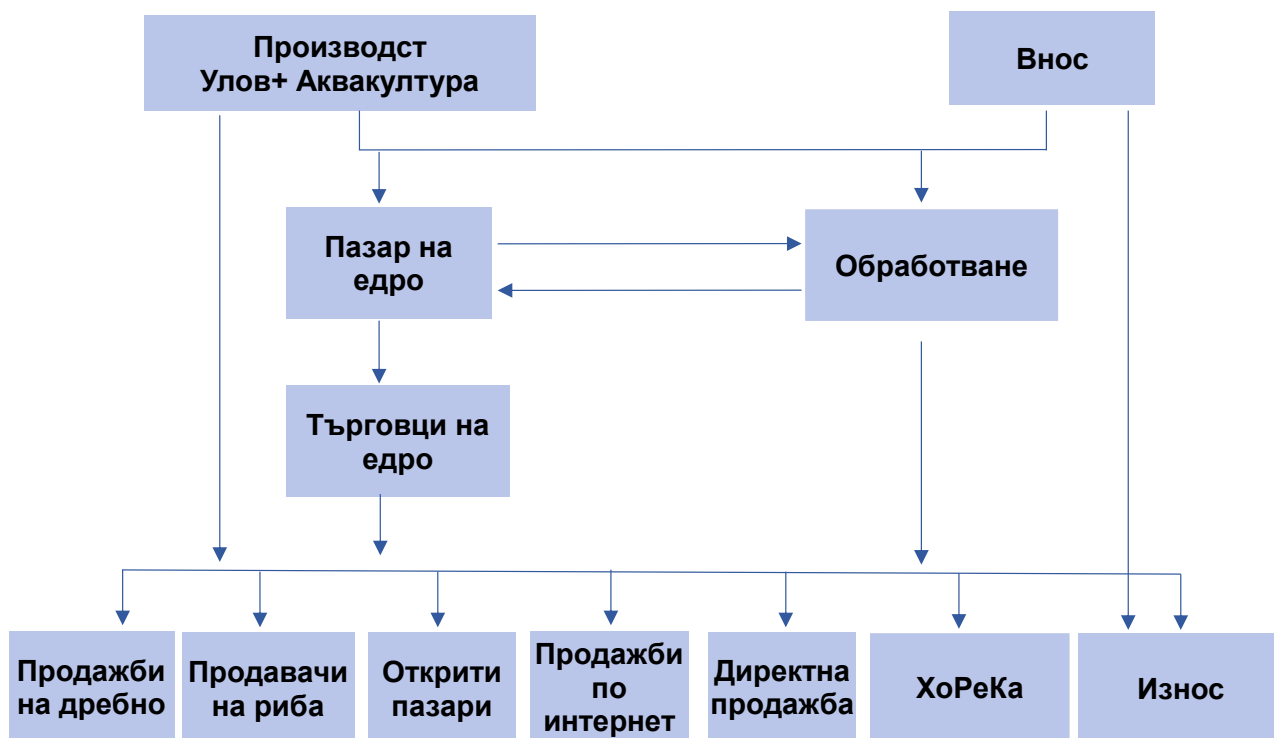 Производст
Улов+ Аквакултура
Внос
Пазар на
едро
Обработване
Търговци на
едро
Продажби
на дребно
Продавачи
на риба
Открити
пазари
Продажби
по
интернет
Директна
продажба
ХоРеКа
Износ